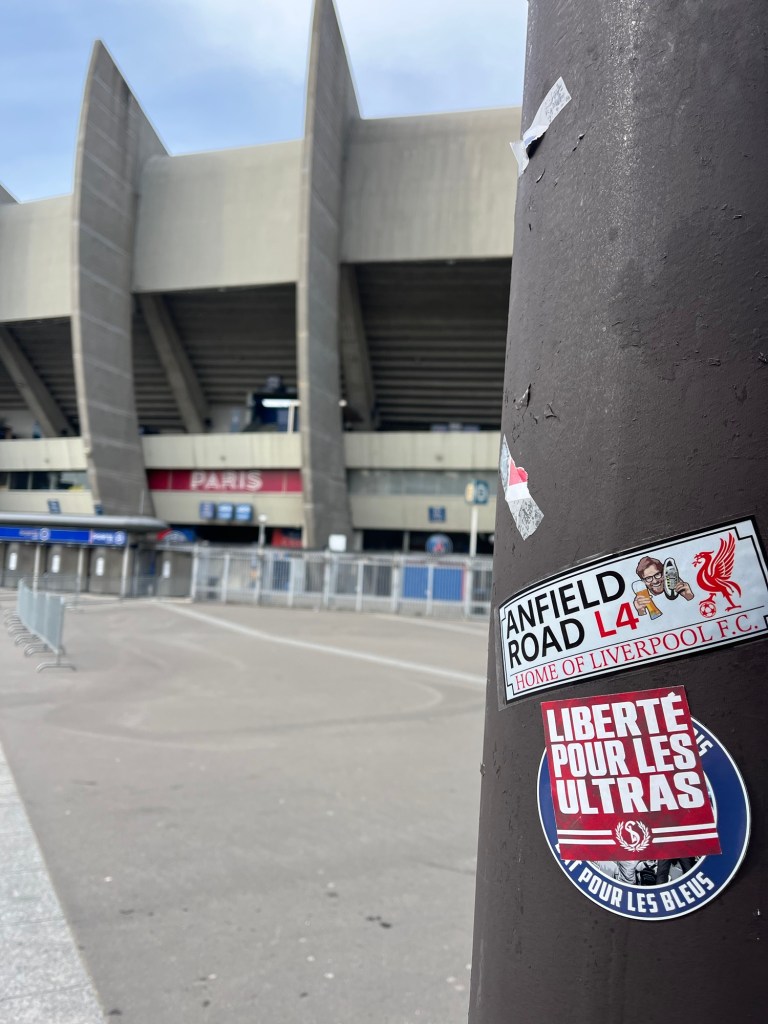 PARIS
ANFIELD
ROAD L4
HOME OF LIVERPOOL F.C.
LIBERTÉ
POUR LES
ULTRAS
POUR LES BLEUS